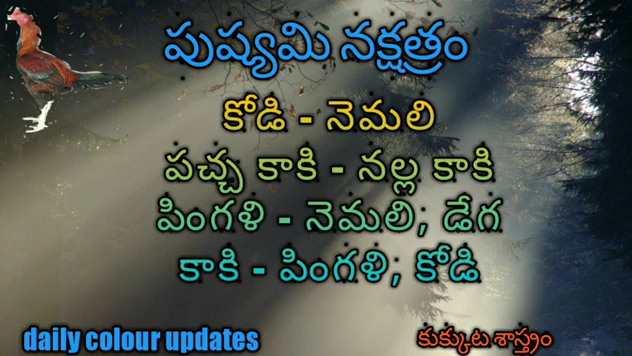 పుష్యమి నక్షత్రం
కోడి - నెమలి
పచ్చ కాకి - నల్ల కాకి
పింగళి - నెమలి, డేగ
కాకి - పింగళి, కోడి
daily colour updates
కుక్కుట శాస్త్రం